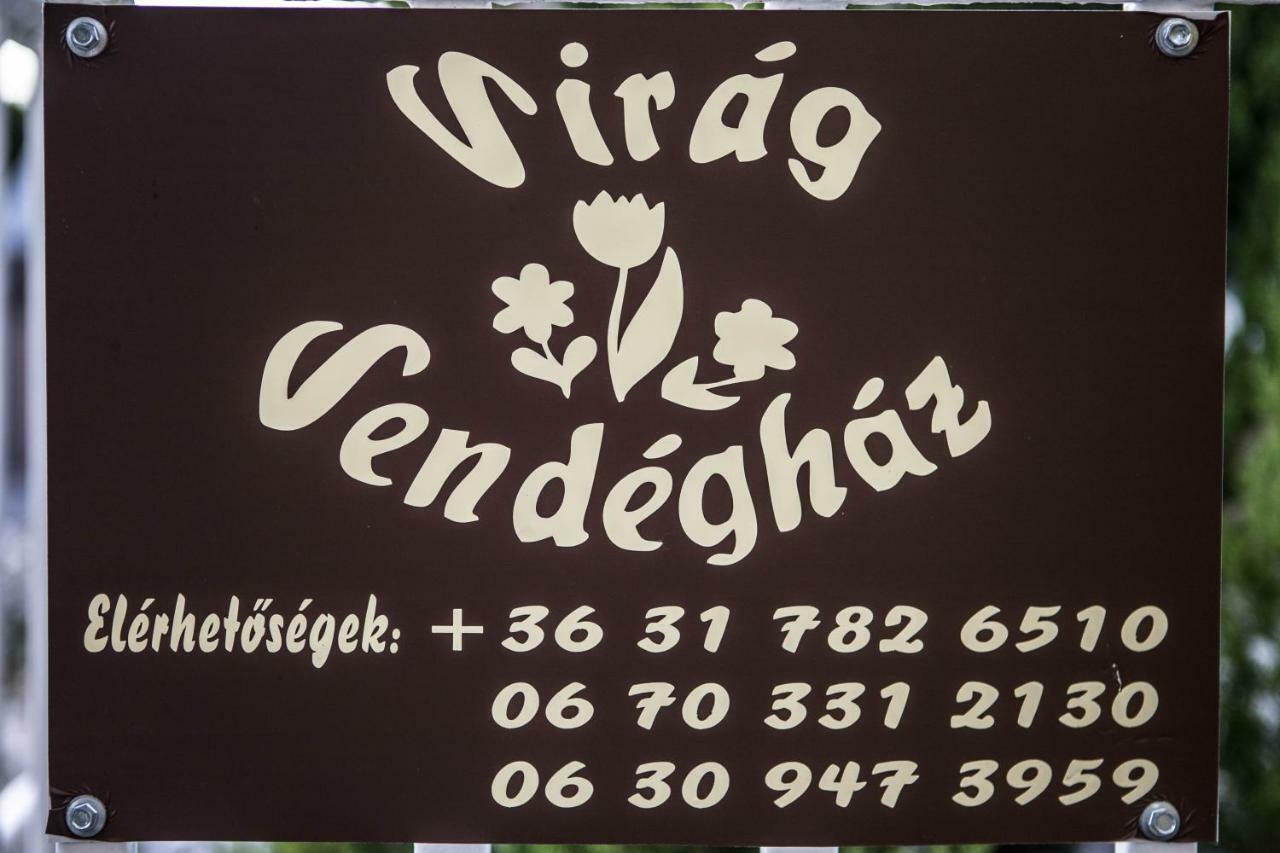 Virág
Vendégház
Elérhetőségek: +36 31 782 6510
06 70 331 2130
06 30 947 3959